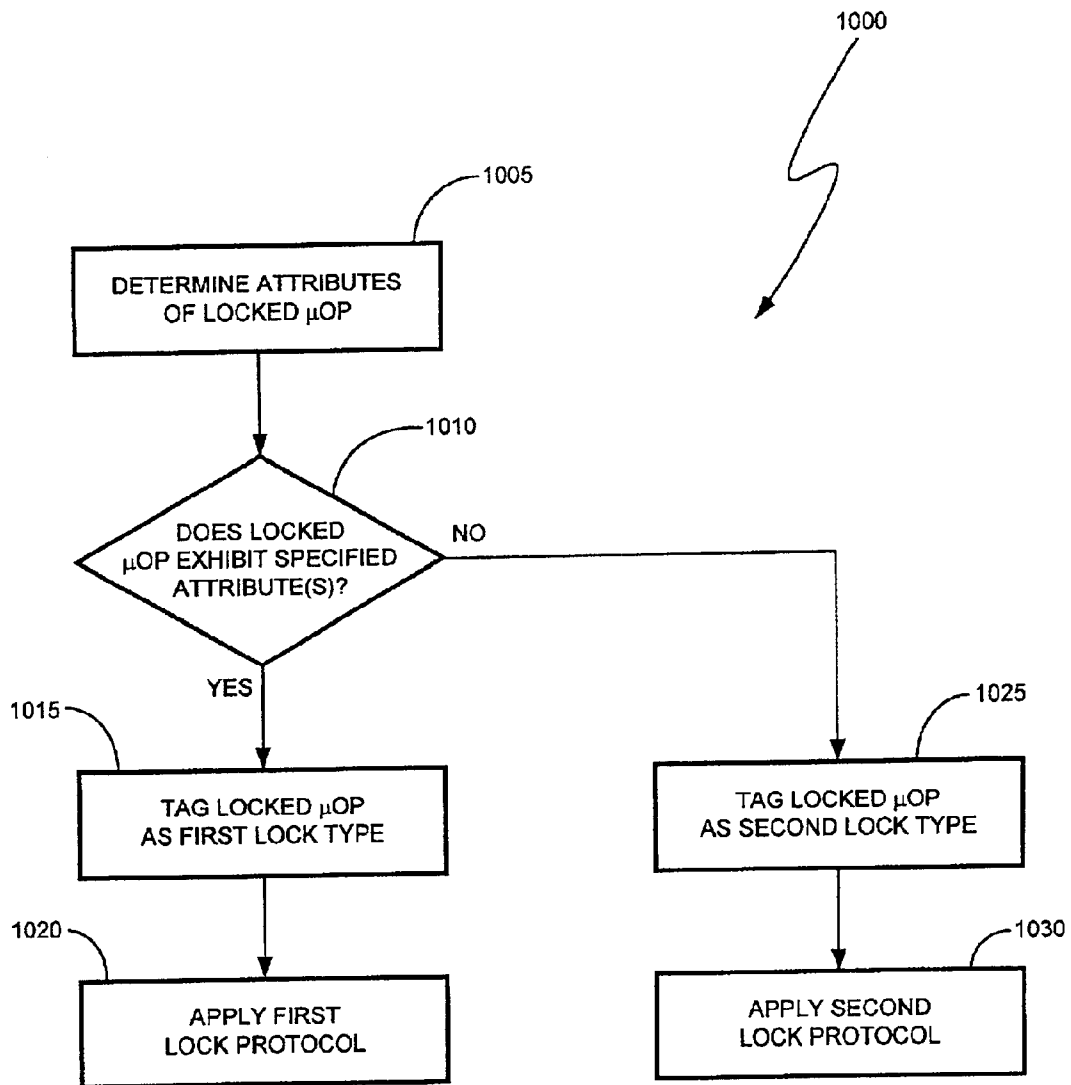 1000
1005
DETERMINE ATTRIBUTES
OF LOCKED µOP
1010
DOES LOCKED
µOP EXHIBIT SPECIFIED
ATTRIBUTE(S)?
NO
YES
1015
TAG LOCKED µOP
AS FIRST LOCK TYPE
1025
TAG LOCKED µOP
AS SECOND LOCK TYPE
1020
APPLY FIRST
LOCK PROTOCOL
1030
APPLY SECOND
LOCK PROTOCOL